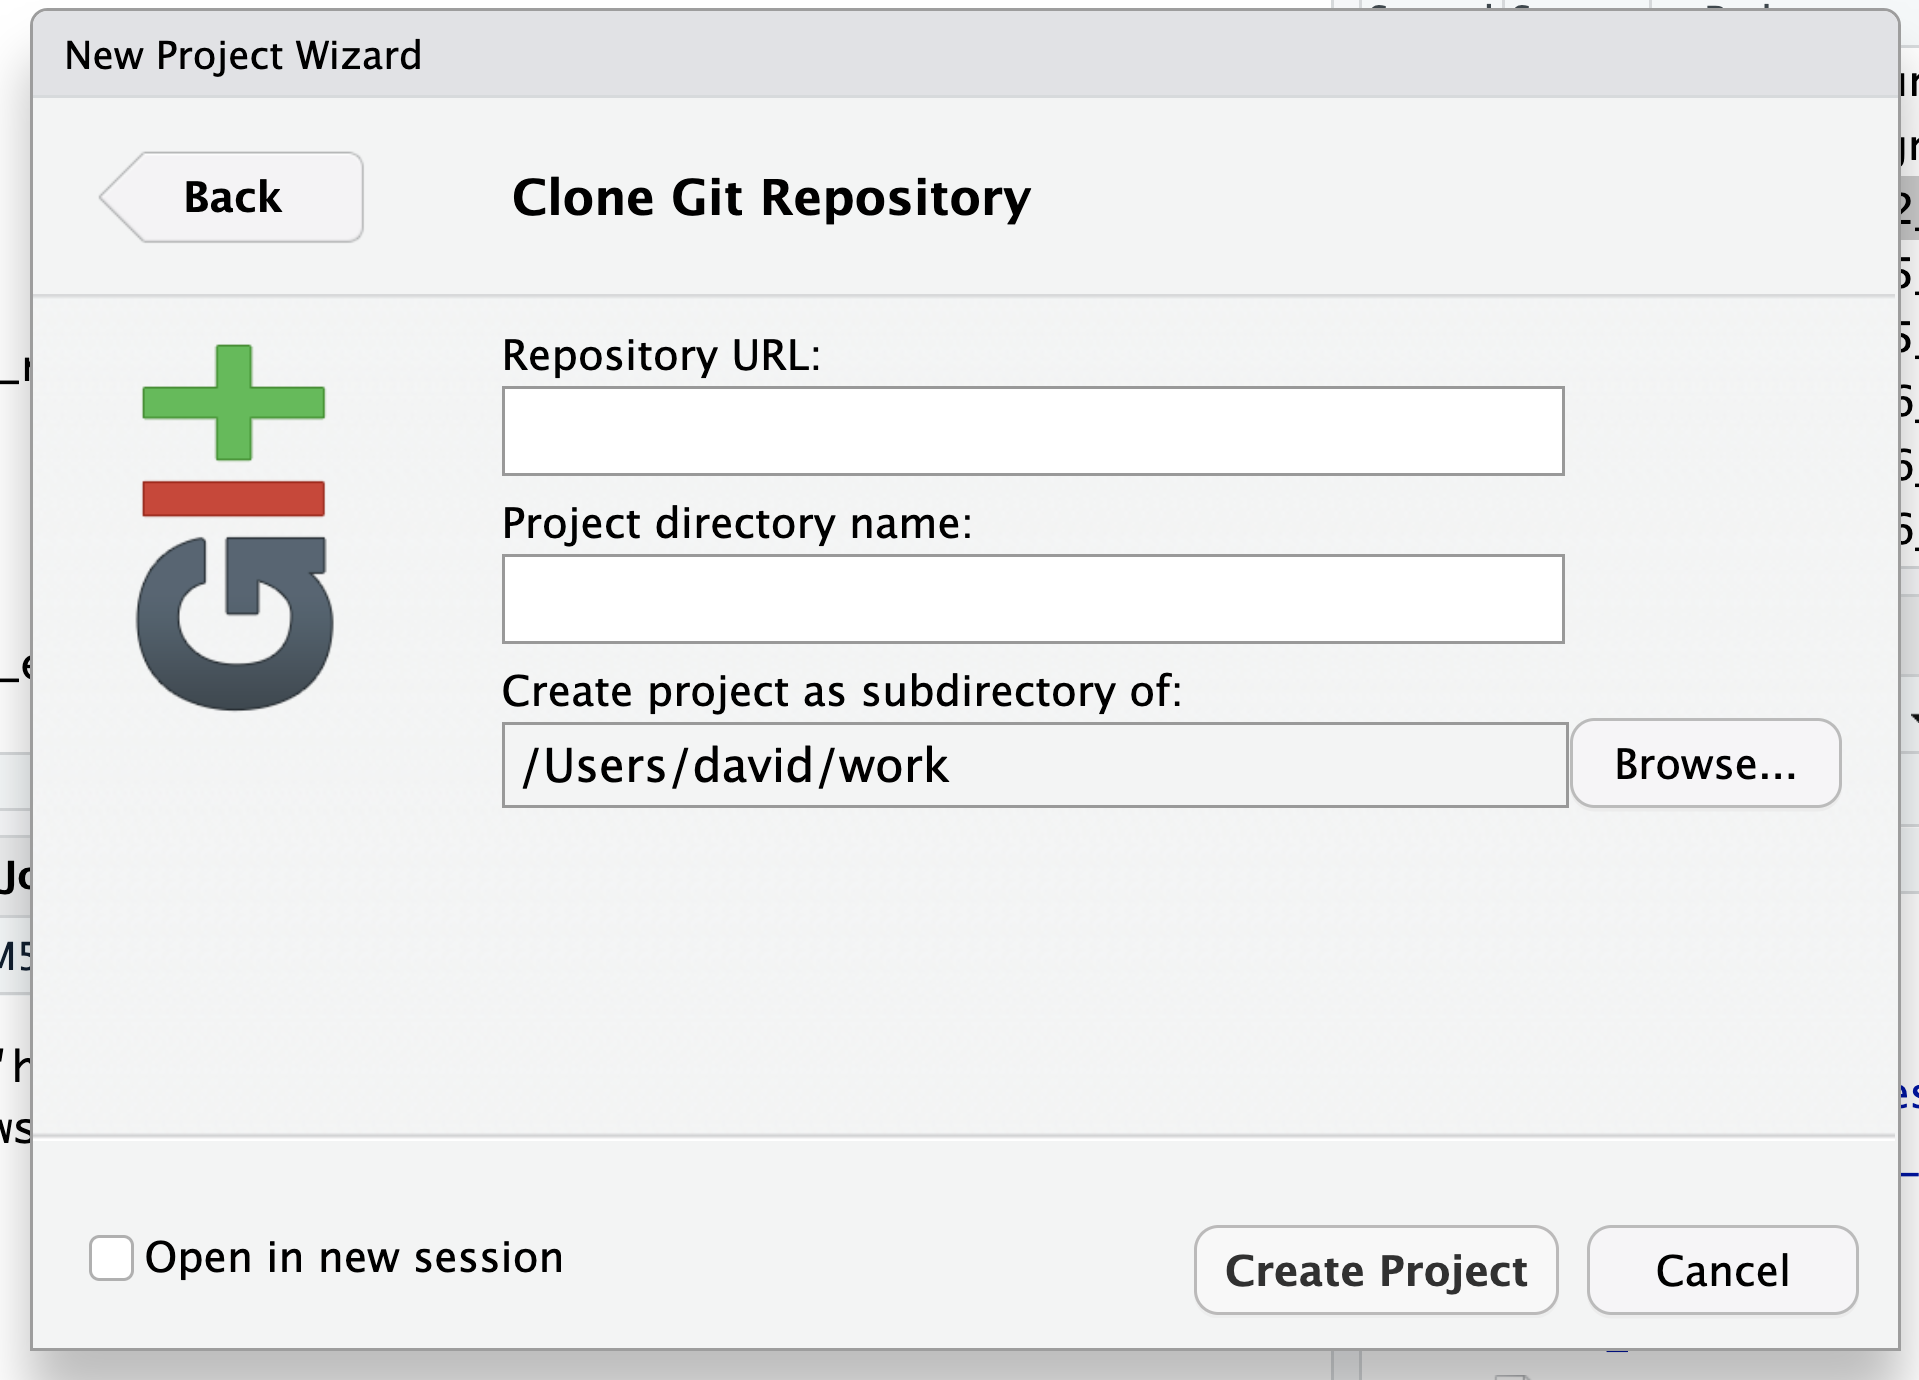 New Project Wizard
Back
Clone Git Repository
GIT
Repository URL:
Project directory name:
Create project as subdirectory of:
/Users/david/work
Browse...
Open in new session
Create Project
Cancel